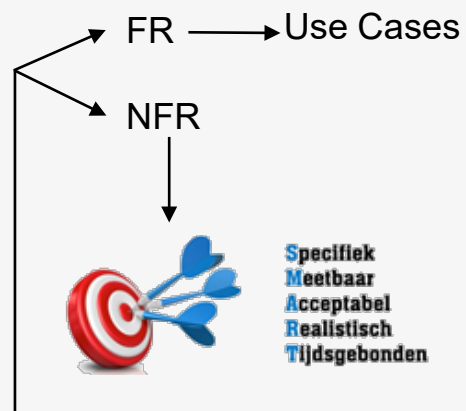 FR
Use Cases
NFR
Specifiek
Meetbaar
Acceptabel
Realistisch
Tijdsgebonden